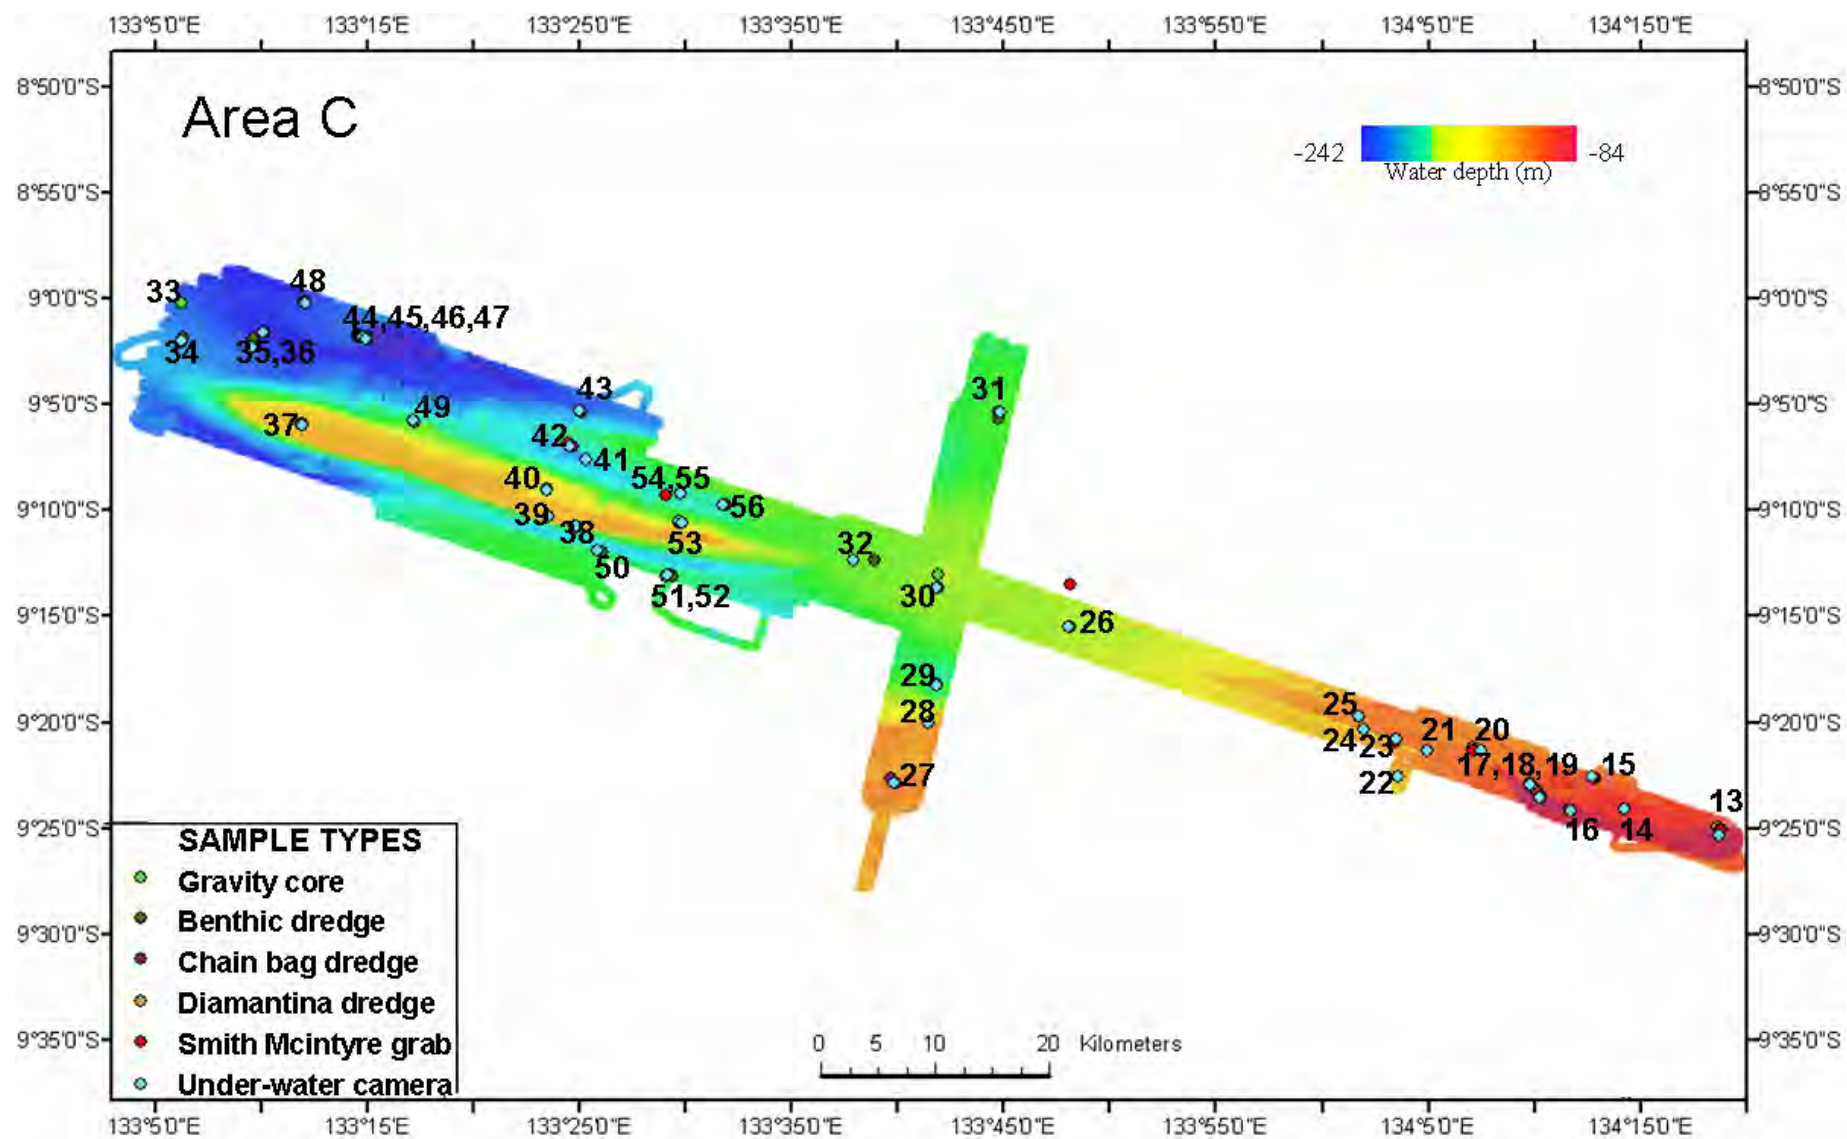 133°5'0"E 133°15'E 133°25'0"E 133°35'0"E 133°45'0"E 133°55'0"E 134°5'0"E 134°15'0"E
8°50'0"S 8°50'0"S
Area C
-242 -84
Water depth (m)
8°55'0"S 8°55'0"S
48
33
9°0'0"S 9°0'0"S
44,45,46,47
34 35,36
43 31
9°5'0"S 9°5'0"S
37 49
42 41
40 54,55
56
9°10'0"S 9°10'0"S
39 38 53 32
50
51,52 30
9°15'0"S 26 9°15'0"S
29
28 25
9°20'0"S 9°20'0"S
24 23 21 20
27 22 17,18,19 15
13
9°25'0"S 16 14 9°25'0"S
SAMPLE TYPES
Gravity core
Benthic dredge
9°30'0"S 9°30'0"S
Chain bag dredge
Diamantina dredge
9°35'0"S 9°35'0"S
Smith Mcintyre grab
Under-water camera
0 5 10 20 Kilometers
133°5'0"E 133°15'E 133°25'0"E 133°35'0"E 133°45'0"E 133°55'0"E 134°5'0"E 134°15'0"E